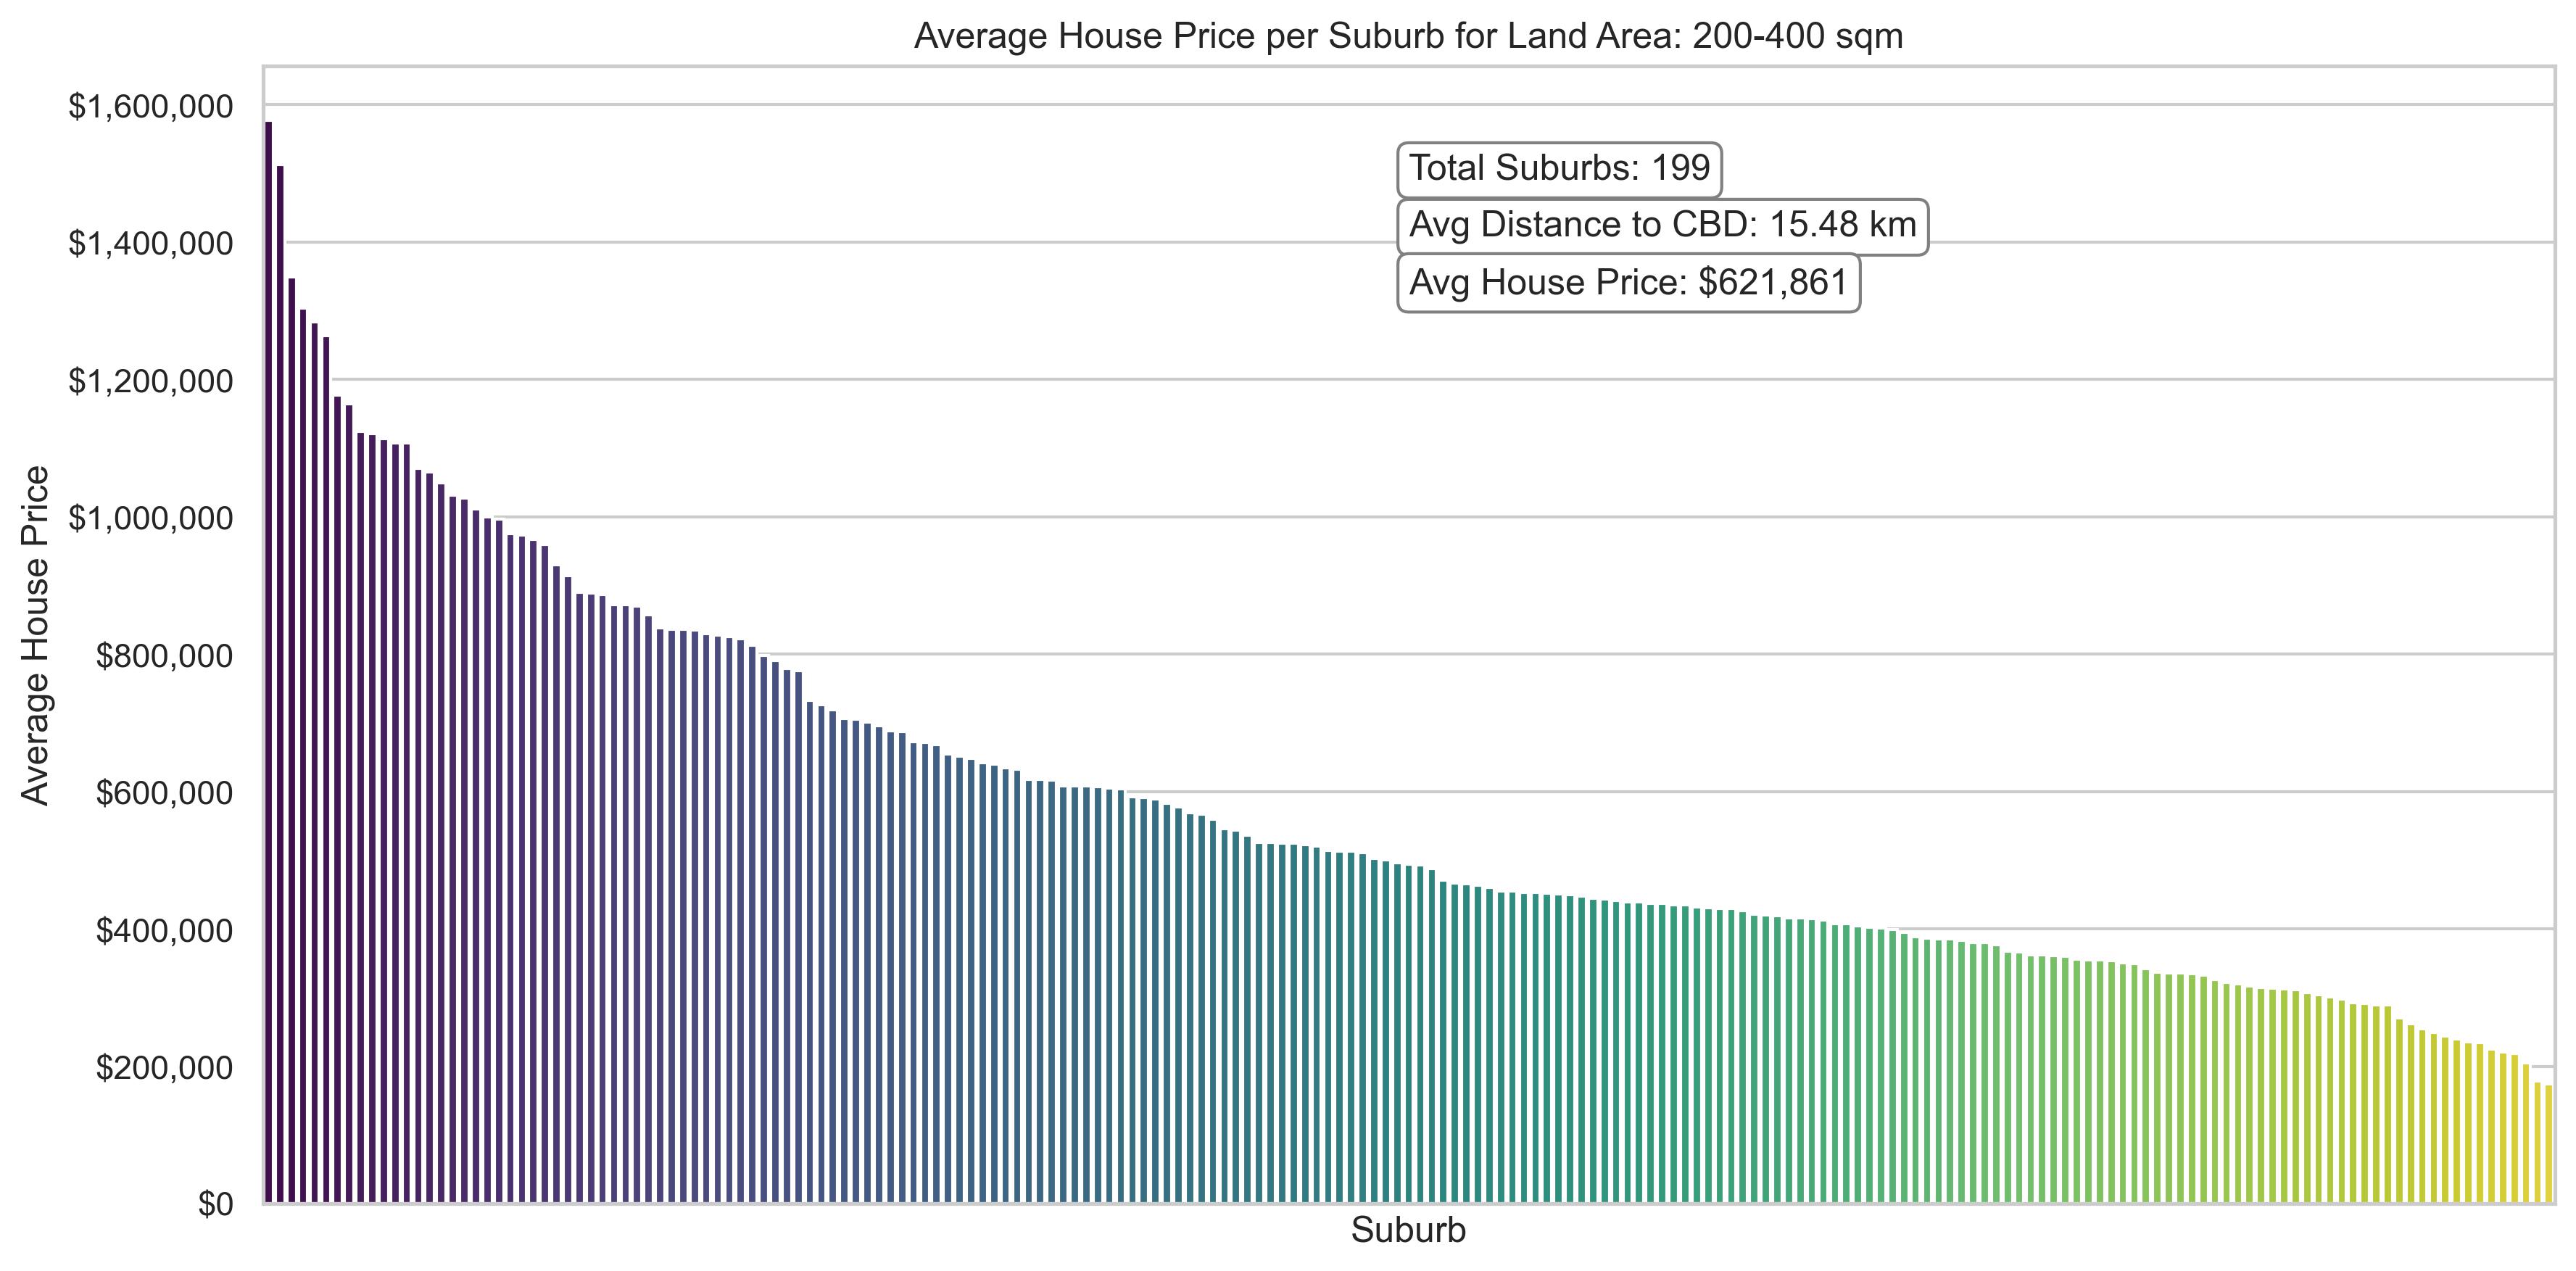 Average House Price per Suburb for Land Area: 200-400 sqm
$1,600,000
$1,400,000
$1,200,000
$1,000,000
$800,000
$600,000
$400,000
$200,000
$0
Average House Price
Total Suburbs: 199
Avg Distance to CBD: 15.48 km
Avg House Price: $621,861
Suburb